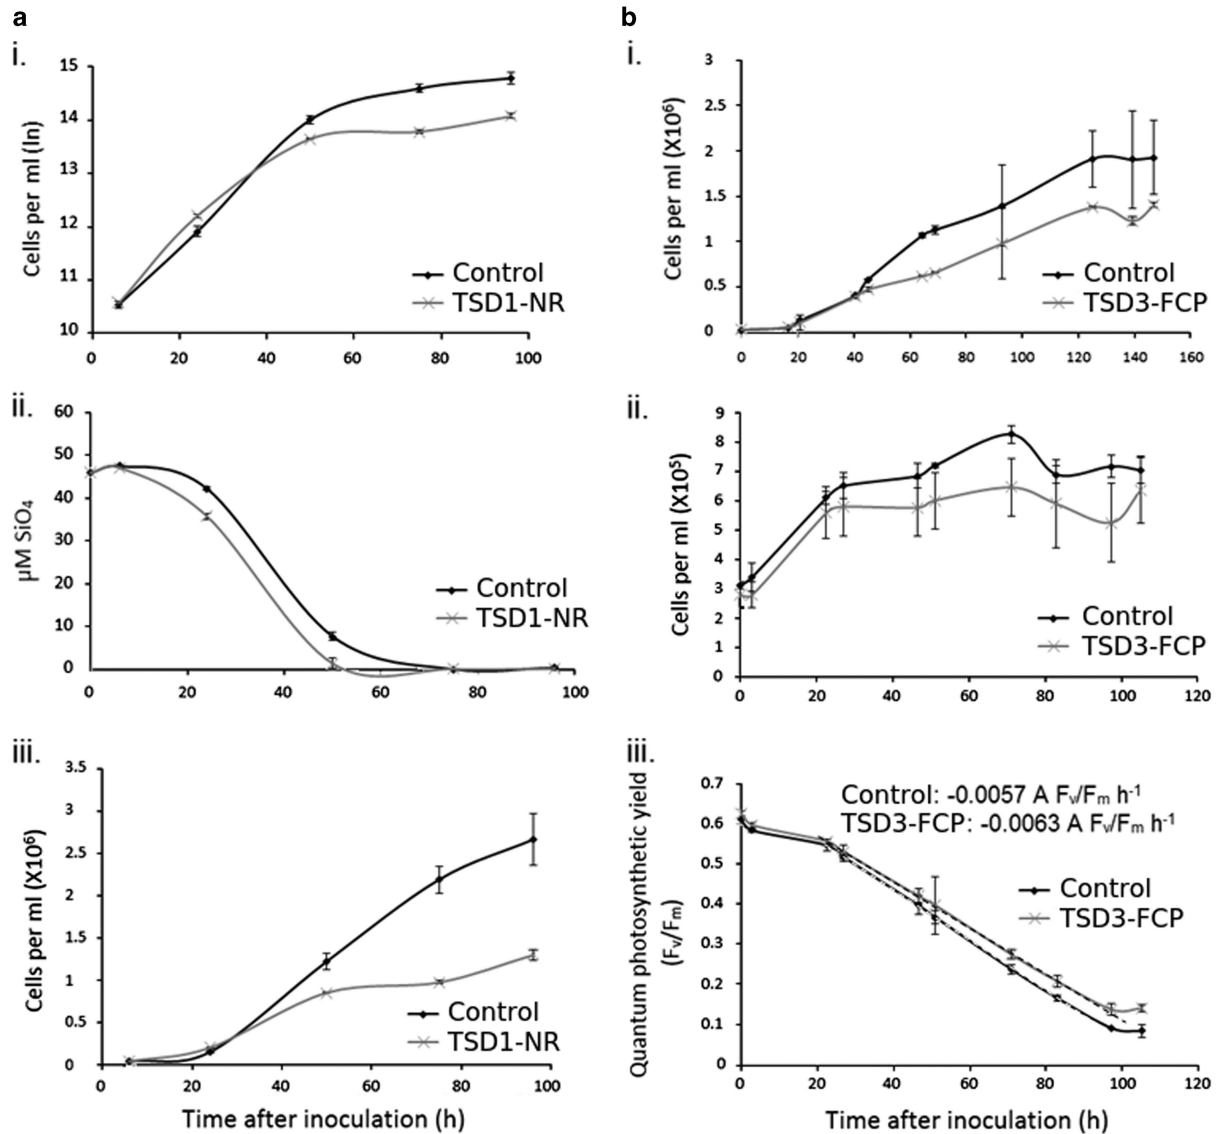 a
i.
Cells per ml (ln)
15
14
13
12
11
10
0 20 40 60 80 100
Control
TSD1-NR
ii.
µM SiO4
60
50
40
30
20
10
0
0 20 40 60 80 100
Control
TSD1-NR
iii.
Cells per ml (X10⁶)
3.5
3
2.5
2
1.5
1
0.5
0
0 20 40 60 80 100
Control
TSD1-NR
Time after inoculation (h)
b
i.
Cells per ml (X10⁶)
3
2.5
2
1.5
1
0.5
0
0 20 40 60 80 100 120 140 160
Control
TSD3-FCP
ii.
Cells per ml (X10⁵)
9
8
7
6
5
4
3
2
1
0
0 20 40 60 80 100 120
Control
TSD3-FCP
iii.
Quantum photosynthetic yield
(Fv/Fm)
0.7
0.6
0.5
0.4
0.3
0.2
0.1
0
0 20 40 60 80 100 120
Control: -0.0057 A Fv/Fm h⁻¹
TSD3-FCP: -0.0063 A Fv/Fm h⁻¹
Control
TSD3-FCP
Time after inoculation (h)